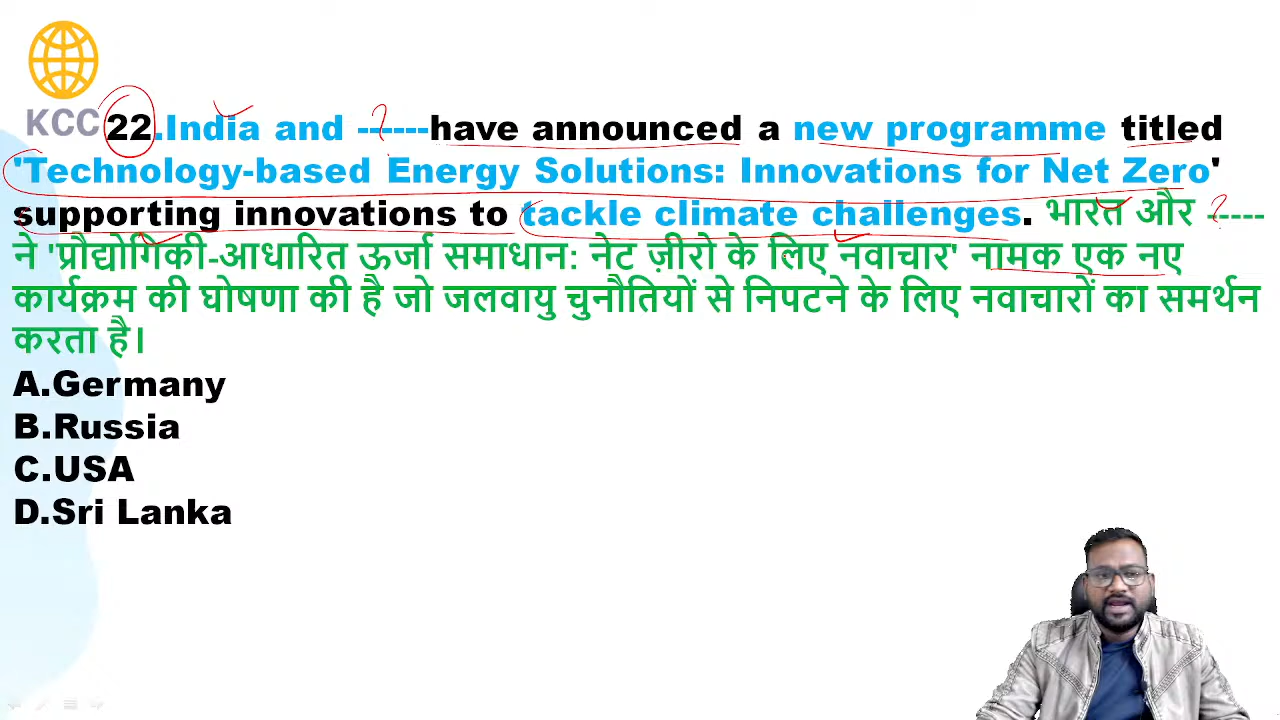 KCC
22.India and ------have announced a new programme titled
'Technology-based Energy Solutions: Innovations for Net Zero'
supporting innovations to tackle climate challenges. भारत और ------
ने 'प्रौद्योगिकी-आधारित ऊर्जा समाधान: नेट ज़ीरो के लिए नवाचार' नामक एक नए
कार्यक्रम की घोषणा की है जो जलवायु चुनौतियों से निपटने के लिए नवाचारों का समर्थन
करता है।
A.Germany
B.Russia
C.USA
D.Sri Lanka